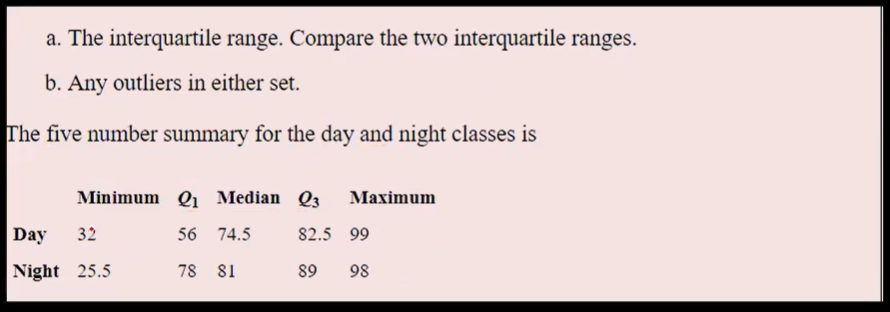 a. The interquartile range. Compare the two interquartile ranges.
b. Any outliers in either set.
The five number summary for the day and night classes is
Minimum Q1 Median Q3 Maximum
Day 32 56 74.5 82.5 99
Night 25.5 78 81 89 98